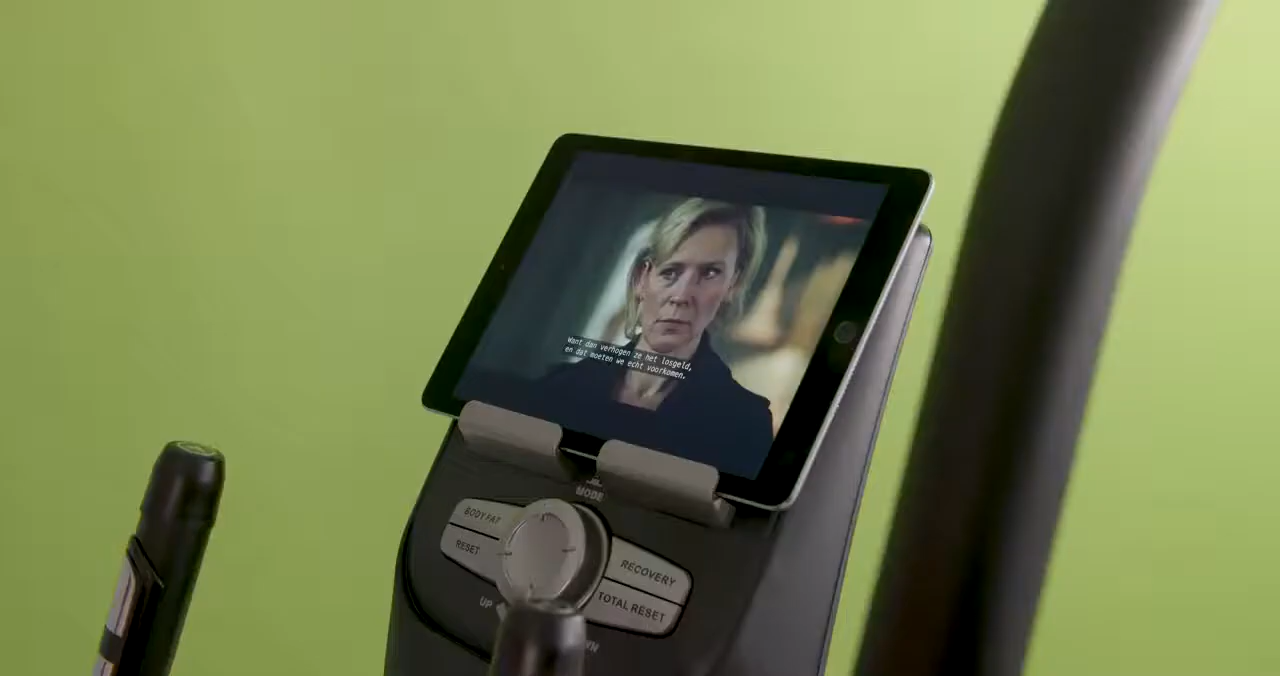 Want dan verhogen ze het losgeld,
en dat moeten we echt voorkomen.
MODE
BODY FAT
RESET
RECOVERY
TOTAL RESET
UP